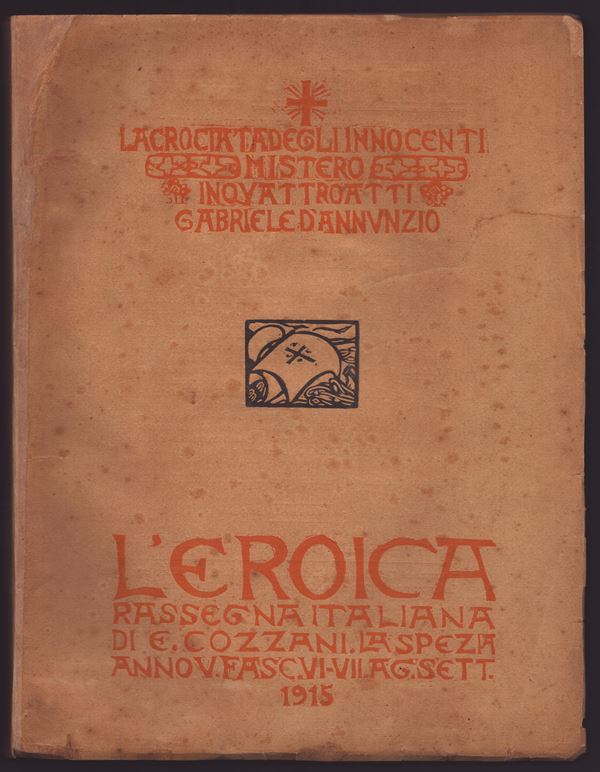 LA CROCIATA DEGLI INNOCENTI
MISTERO
IN QVATTRO ATTI
GABRIELE D'ANNVNZIO
L'EROICA
RASSEGNA ITALIANA
DI E. COZZANI. LA SPEZIA
ANNO V. FASC. VI-VII. AG. SETT.
1915